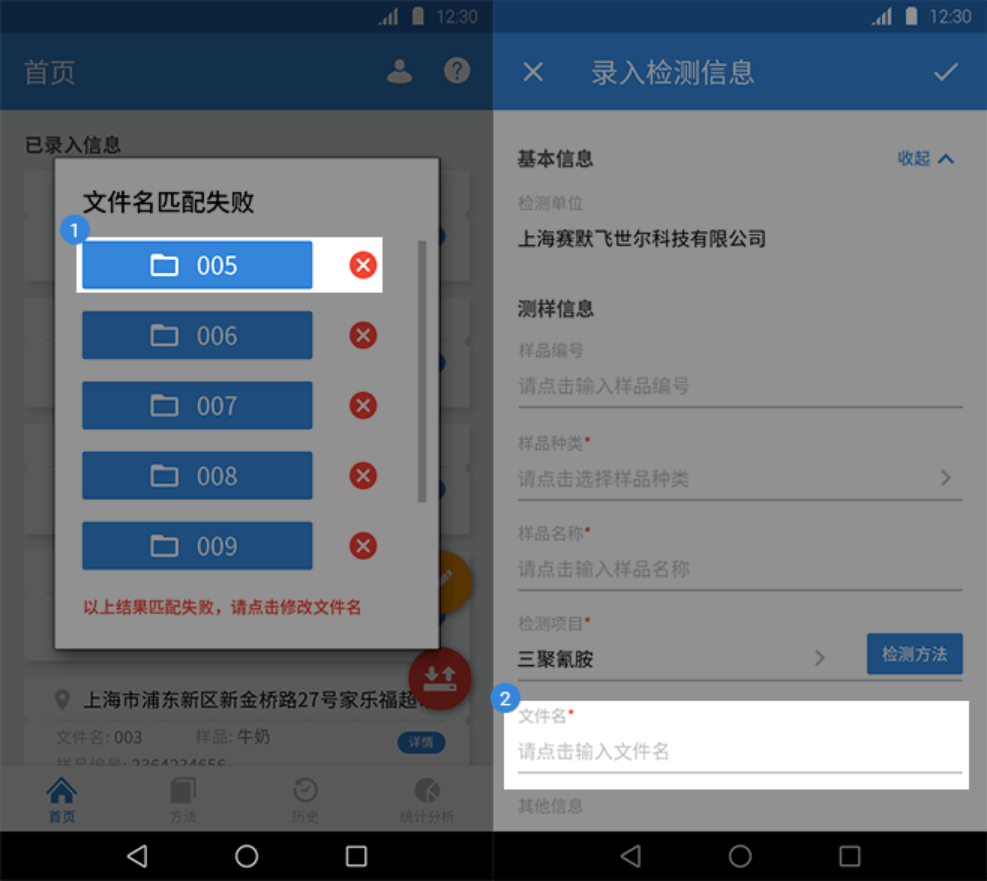 12:30
首页
已录入信息
文件名匹配失败
1
005
006
007
008
009
以上结果匹配失败，请点击修改文件名
上海市浦东新区新金桥路27号家乐福超
文件名: 003
样品: 牛奶
详情
样品编号: 2364234656
首页
方法
历史
统计分析
12:30
录入检测信息
基本信息
收起
检测单位
上海赛默飞世尔科技有限公司
测样信息
样品编号
请点击输入样品编号
样品种类*
请点击选择样品种类
样品名称*
请点击输入样品名称
检测项目*
三聚氰胺
检测方法
2
文件名*
请点击输入文件名
其他信息